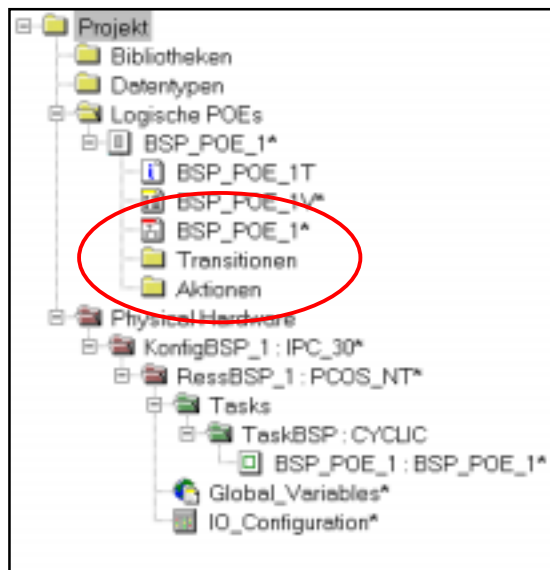 Projekt
Bibliotheken
Datentypen
Logische POEs
BSP_POE_1*
BSP_POE_1T
BSP_POE_1V*
BSP_POE_1*
Transitionen
Aktionen
Physical Hardware
KonfigBSP_1 : IPC_30*
RessBSP_1 : PCOS_NT*
Tasks
TaskBSP : CYCLIC
BSP_POE_1 : BSP_POE_1*
Global_Variables*
IO_Configuration*